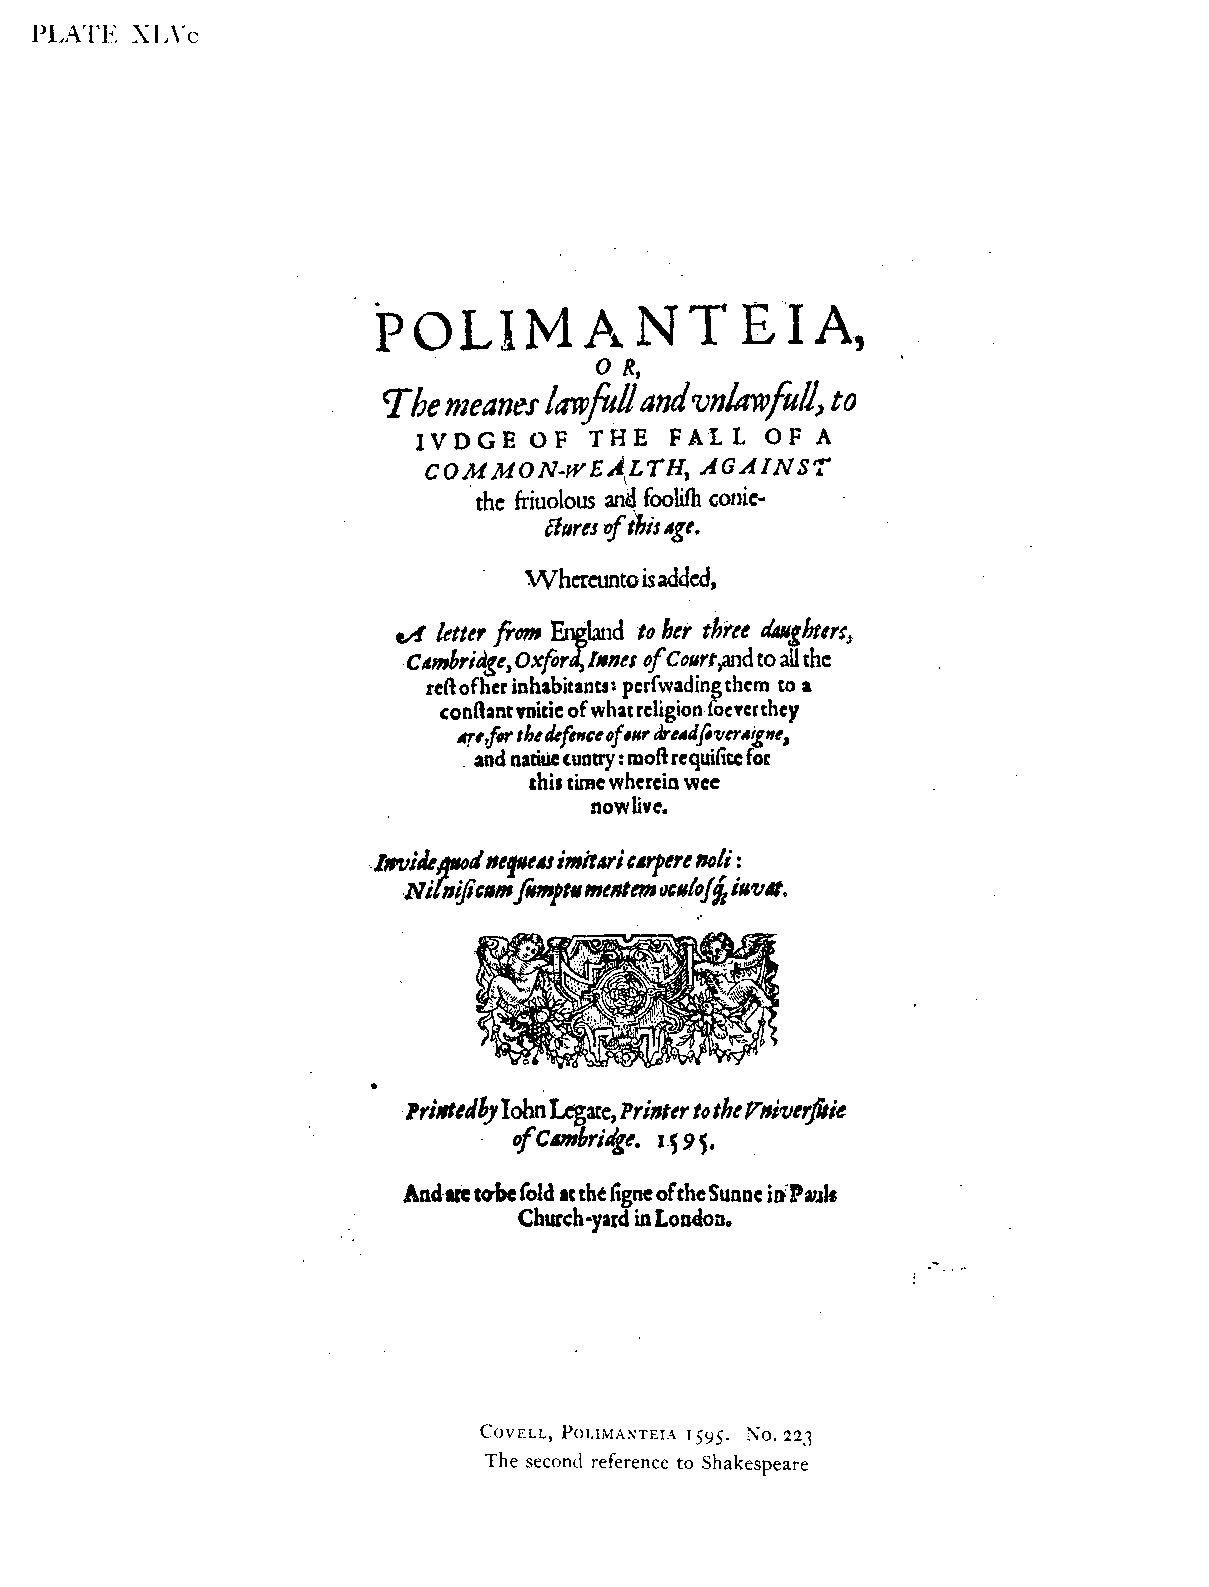 PLATE XLVc
POLIMANTEIA,
OR,
The meanes lawfull and vnlawfull, to
IVDGE OF THE FALL OF A
COMMON-WEALTH, AGAINST
the friuolous and fooliſh coniе-
ctures of this age.
Whereunto is added,
A letter from England to her three daughters,
Cambridge, Oxford, Innes of Court, and to all the
reſt of her inhabitants: perſwading them to a
conſtant vnitie of what religion ſoever they
are, for the defence of our dread ſoveraigne,
and natiue cuntry: moſt requiſite for
this time wherein wee
now live.
Invide quod nequeas imitari carpere noli:
Nil niſi cum ſumptu mentem oculoſq́; iuvat.
Printed by Iohn Legate, Printer to the Vniverſitie
of Cambridge. 1595.
And are to be ſold at the ſigne of the Sunne in Pauls
Church-yard in London.
COVELL, POLIMANTEIA 1595. No. 223
The second reference to Shakespeare